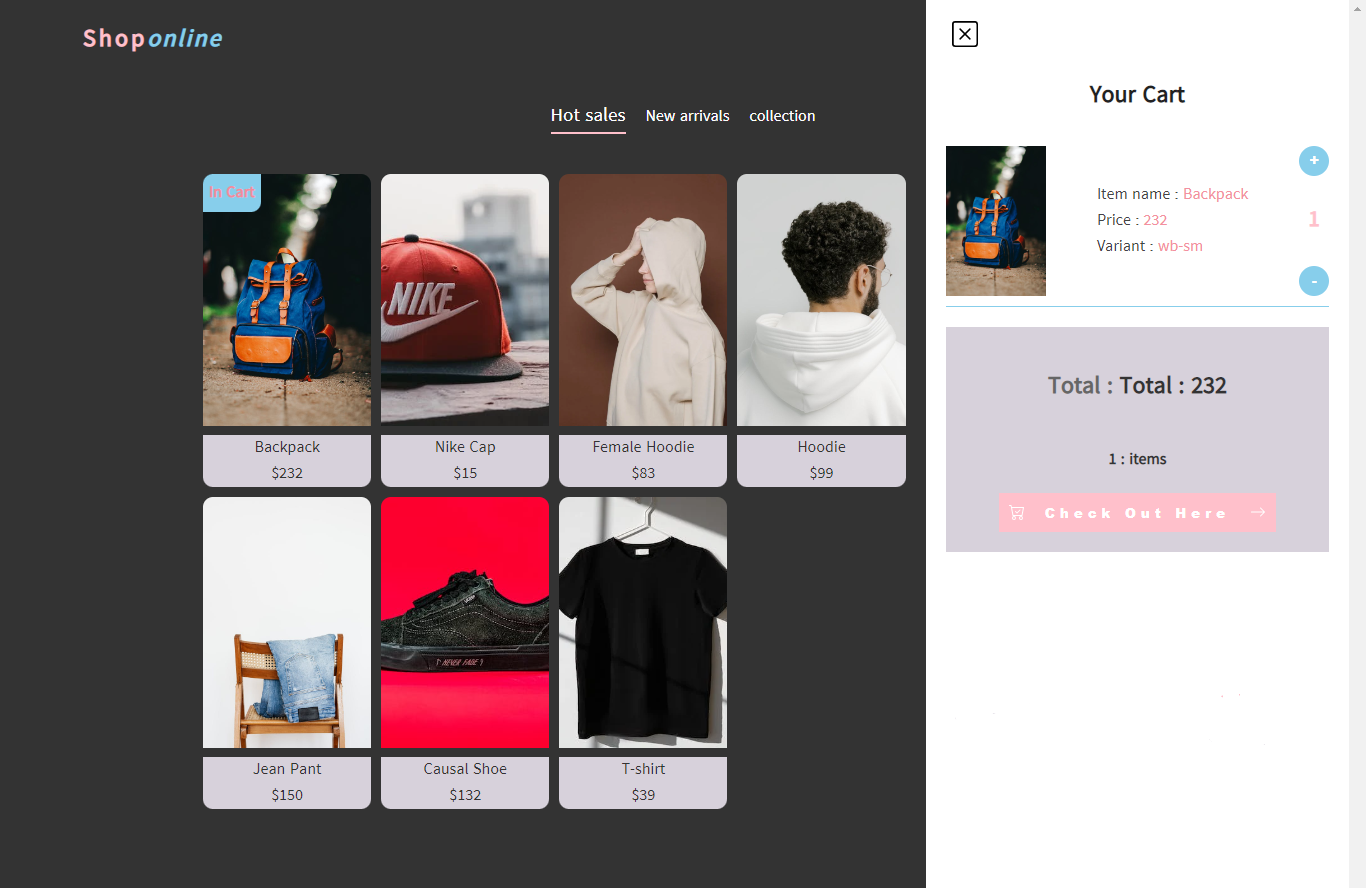 Shoponline
Hot sales New arrivals collection
In Cart
NIKE
Backpack
$232
Nike Cap
$15
Female Hoodie
$83
Hoodie
$99
"NEVER FADE"
Jean Pant
$150
Causal Shoe
$132
T-shirt
$39
Your Cart
+
Item name : Backpack
Price : 232
1
Variant : wb-sm
-
Total : Total : 232
1 : items
Check Out Here